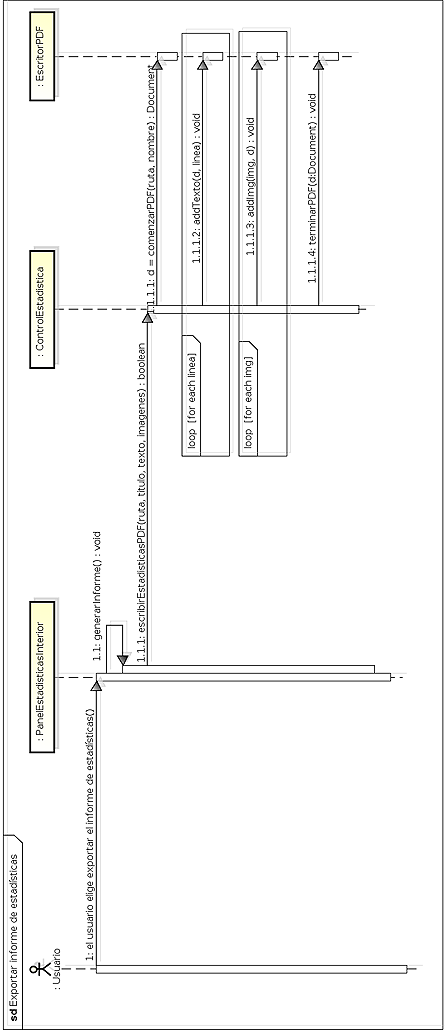 sd Exportar informe de estadísticas
: Usuario
: PanelEstadisticasInterior
: ControlEstadistica
: EscritorPDF
1: el usuario elige exportar el informe de estadísticas()
1.1: generarInforme() : void
1.1.1: escribirEstadisticasPDF(ruta, titulo, texto, imagenes) : boolean
1.1.1.1: d = comenzarPDF(ruta, nombre) : Document
loop [for each linea]
1.1.1.2: addTexto(d, linea) : void
loop [for each img]
1.1.1.3: addImg(img, d) : void
1.1.1.4: terminarPDF(d:Document) : void